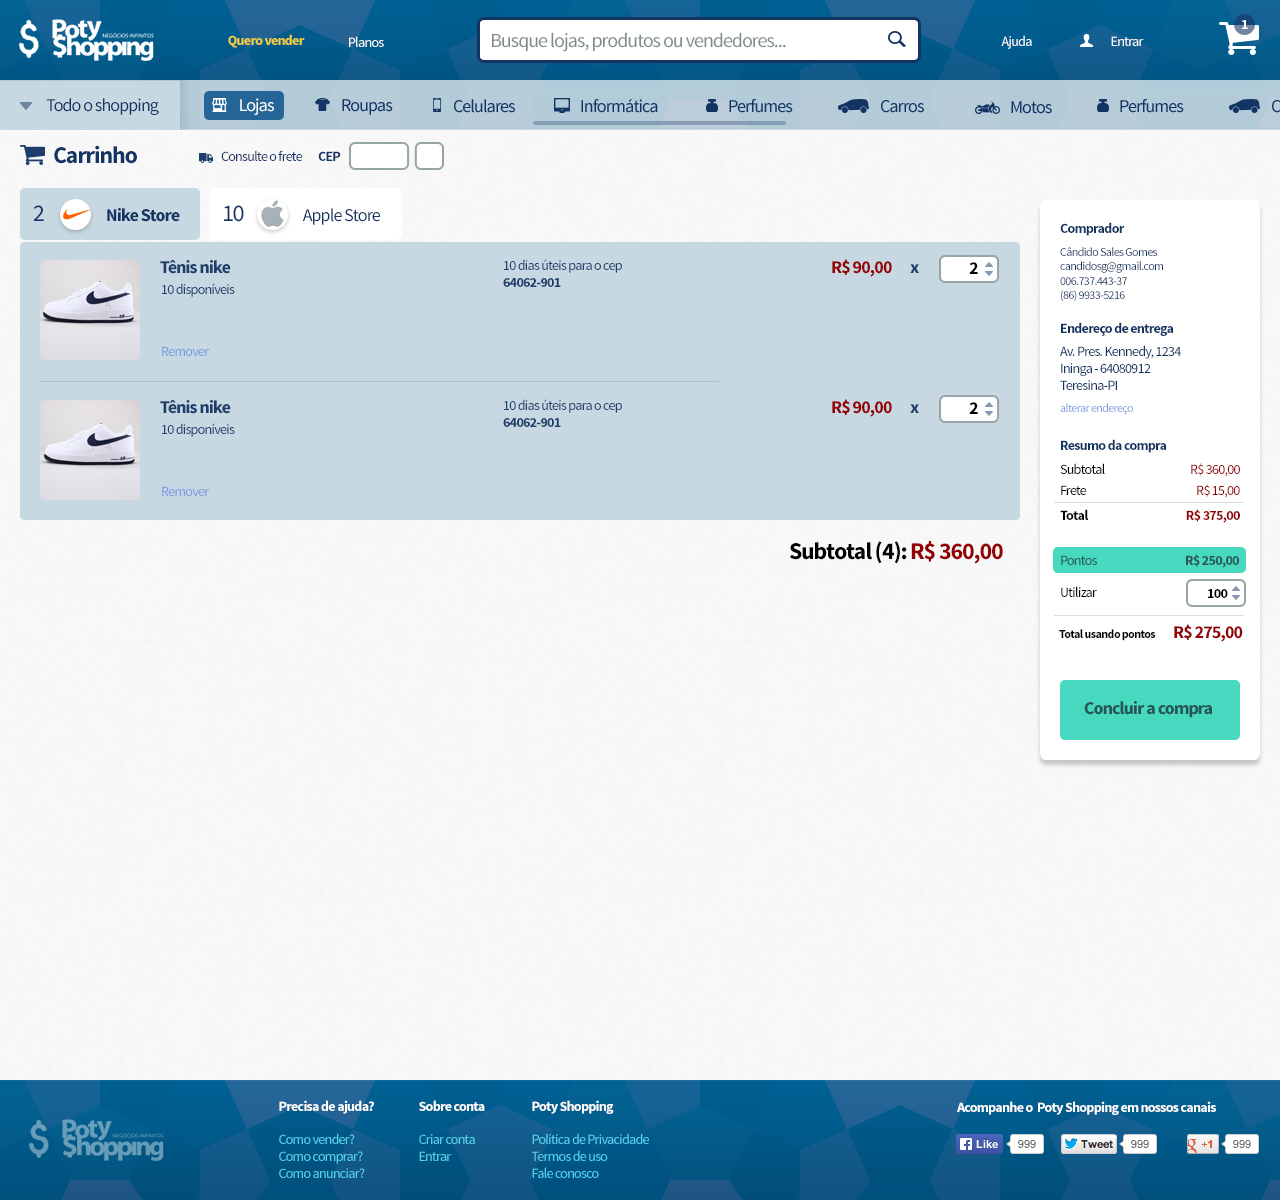 Poty
NEGÓCIOS INFINITOS
Shopping
Quero vender
Planos
Busque lojas, produtos ou vendedores...
Ajuda
Entrar
1
Todo o shopping
Lojas
Roupas
Celulares
Informática
Perfumes
Carros
Motos
Perfumes
C
Carrinho
Consulte o frete
CEP
2
Nike Store
10
Apple Store
Tênis nike
10 disponíveis
Remover
10 dias úteis para o cep
64062-901
R$ 90,00 x 2
Tênis nike
10 disponíveis
Remover
10 dias úteis para o cep
64062-901
R$ 90,00 x 2
Subtotal (4): R$ 360,00
Comprador
Cândido Sales Gomes
candidosg@gmail.com
006.737.443-37
(86) 9933-5216
Endereço de entrega
Av. Pres. Kennedy, 1234
Ininga - 64080912
Teresina-PI
alterar endereço
Resumo da compra
Subtotal R$ 360,00
Frete R$ 15,00
Total R$ 375,00
Pontos R$ 250,00
Utilizar 100
Total usando pontos R$ 275,00
Concluir a compra
Poty
NEGÓCIOS INFINITOS
Shopping
Precisa de ajuda?
Como vender?
Como comprar?
Como anunciar?
Sobre conta
Criar conta
Entrar
Poty Shopping
Política de Privacidade
Termos de uso
Fale conosco
Acompanhe o Poty Shopping em nossos canais
Like 999
Tweet 999
+1 999